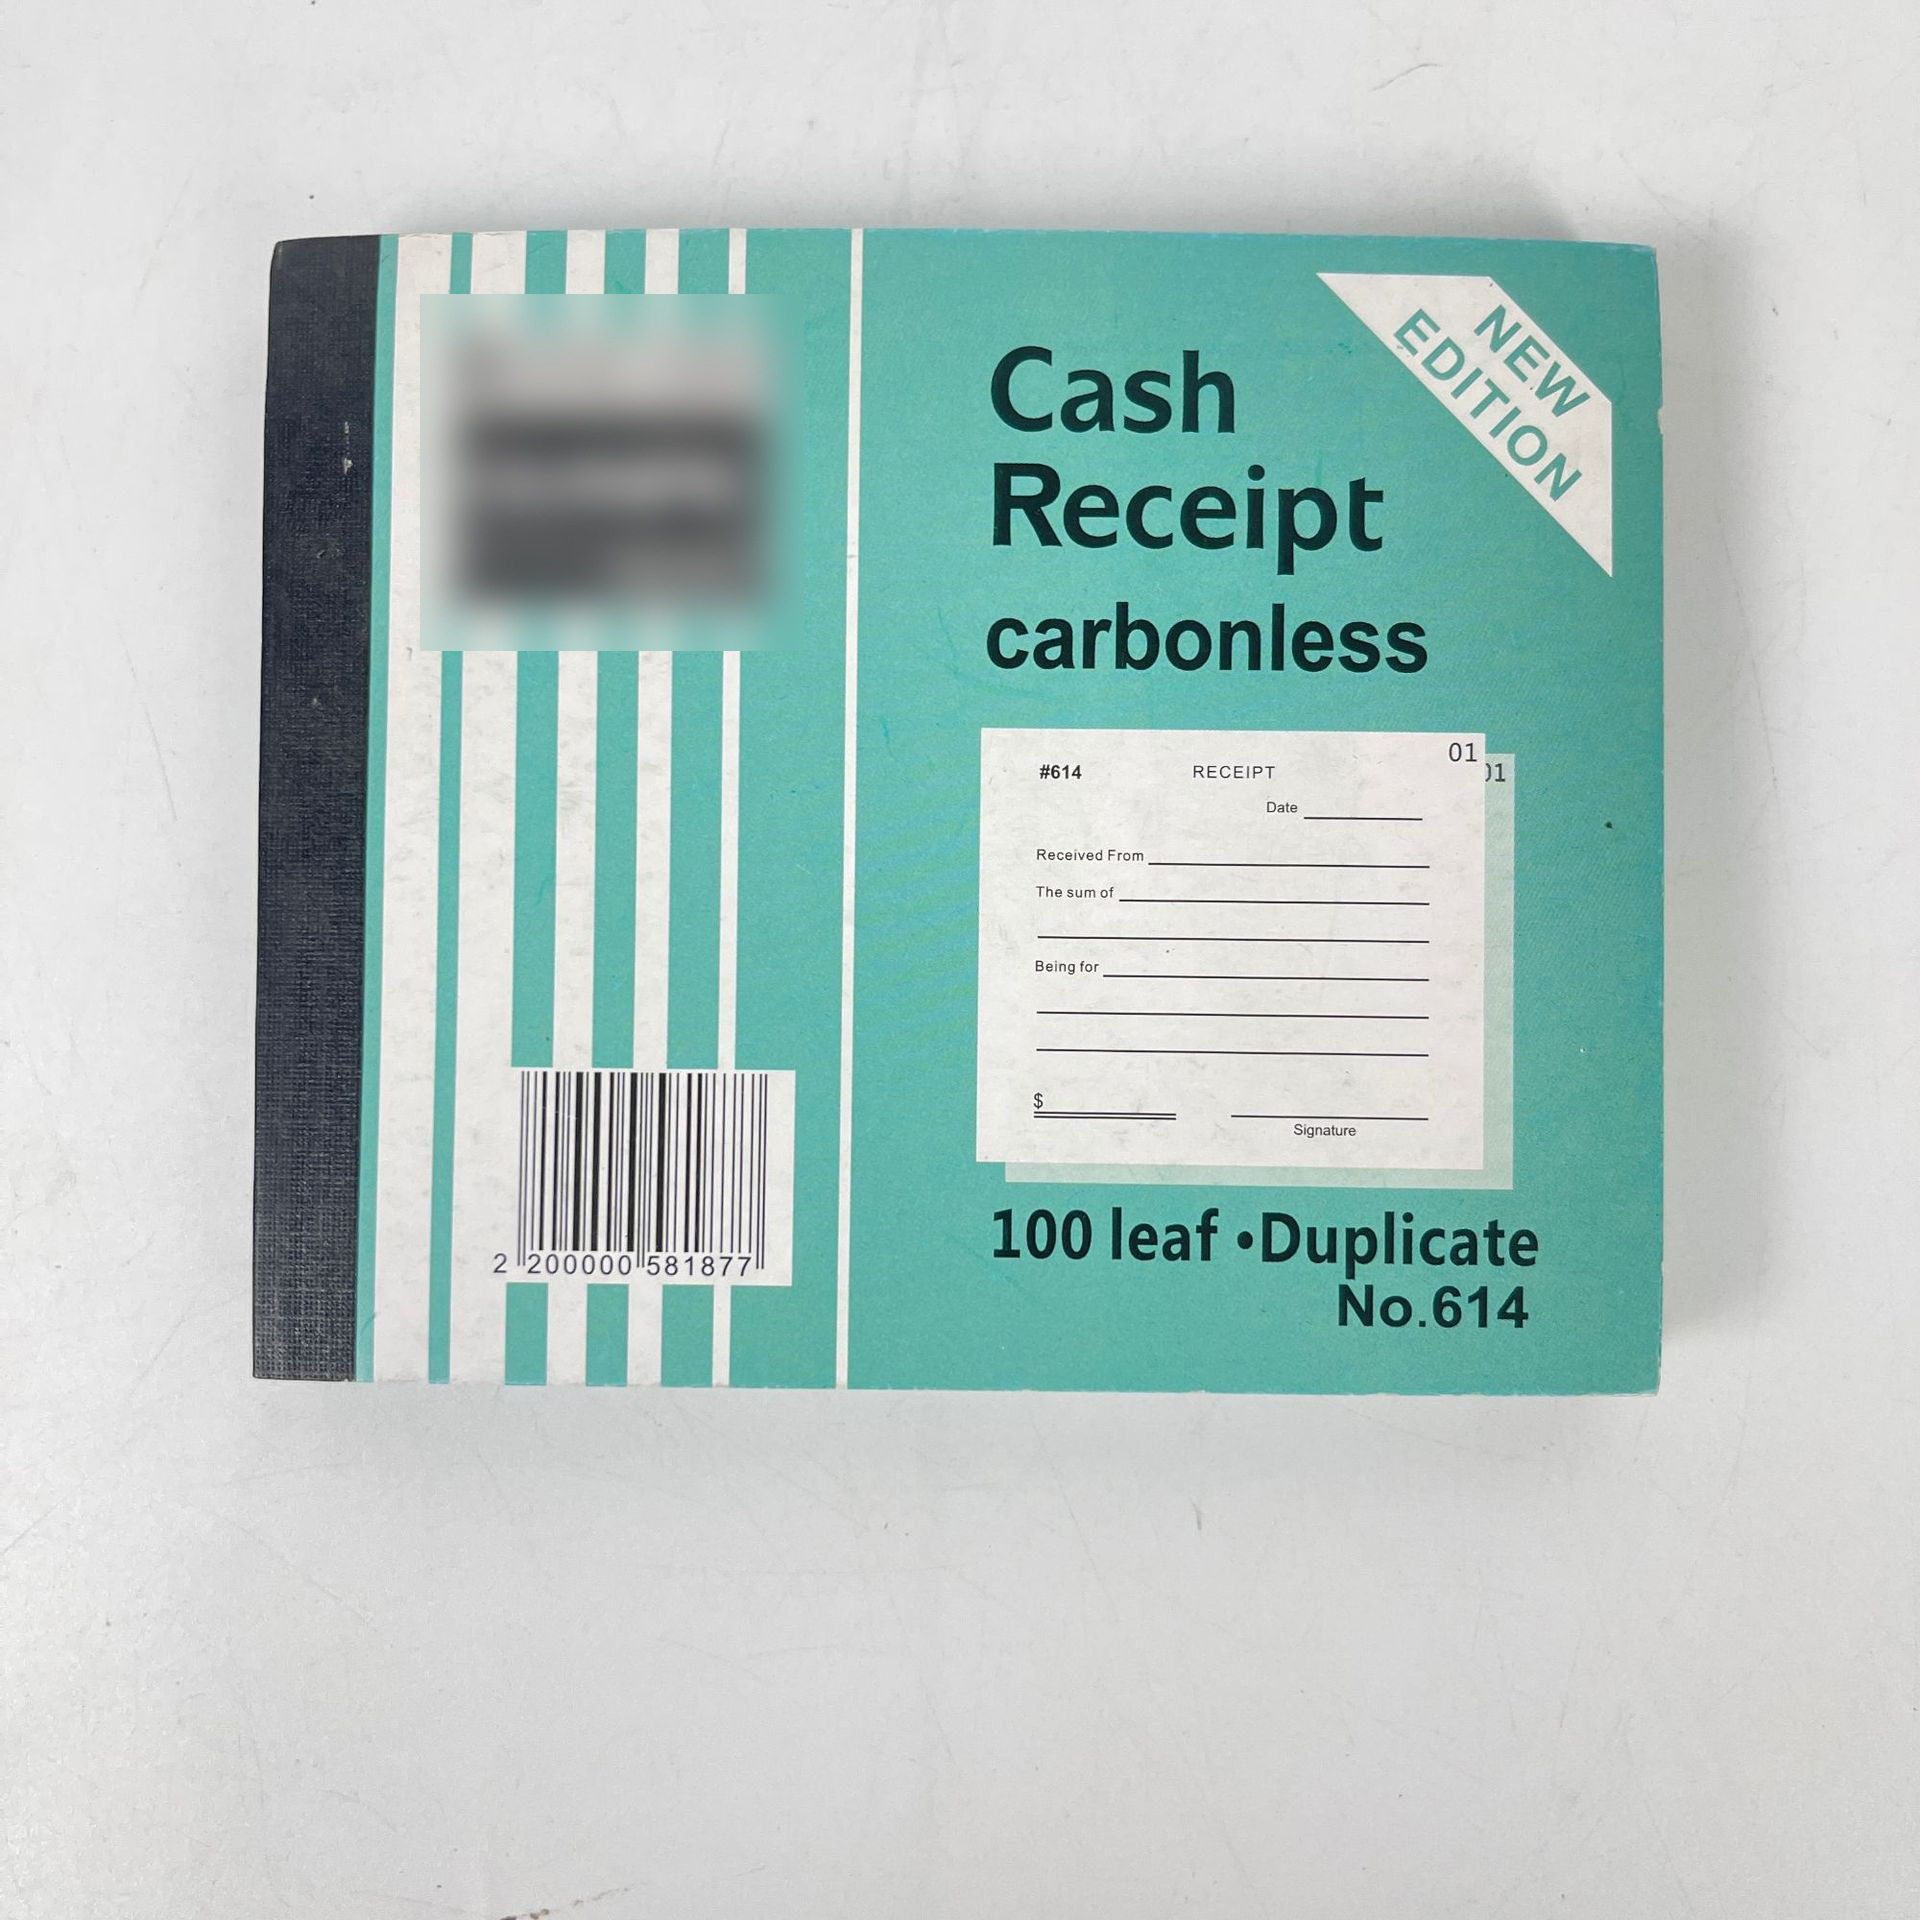 NEW
EDITION
Cash
Receipt
carbonless
01
01
#614 RECEIPT
Date
Received From
The sum of
Being for
$
Signature
100 leaf •Duplicate
No.614
2 200000 581877